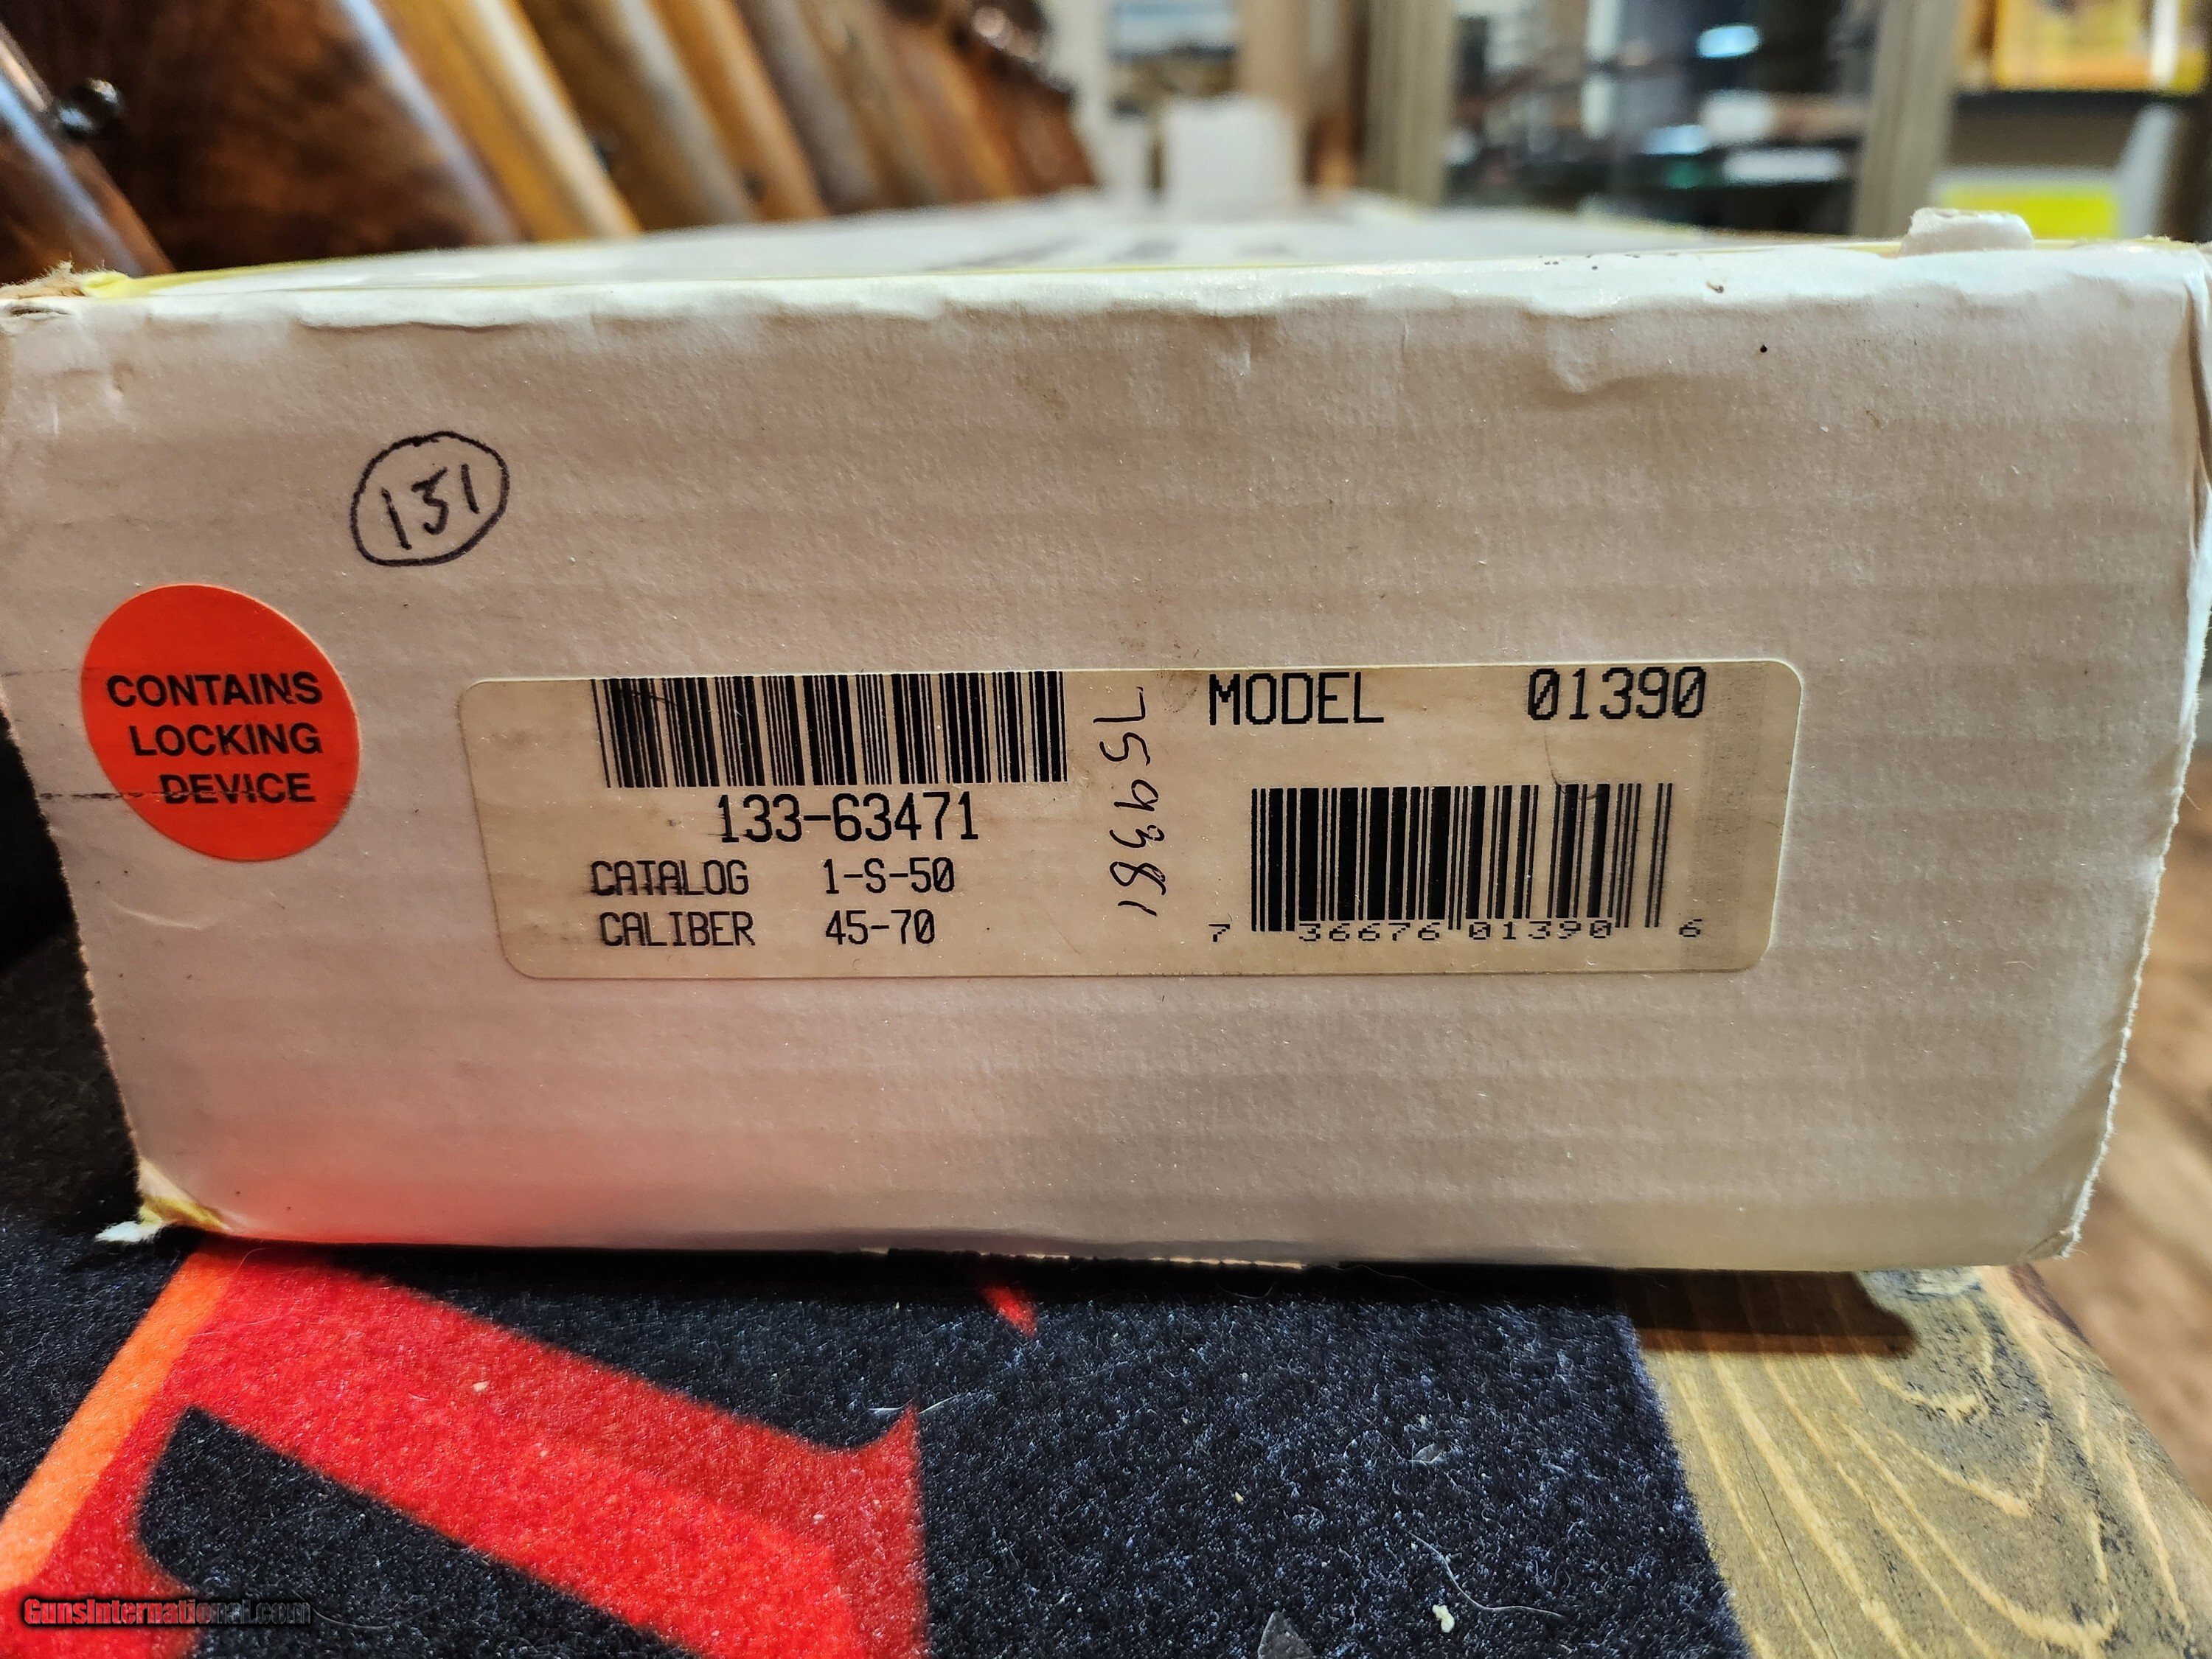 131
CONTAINS
LOCKING
DEVICE
133-63471
CATALOG 1-S-50
CALIBER 45-70
759381
MODEL 01390
7 36676 01390 6
GunsInternational.com